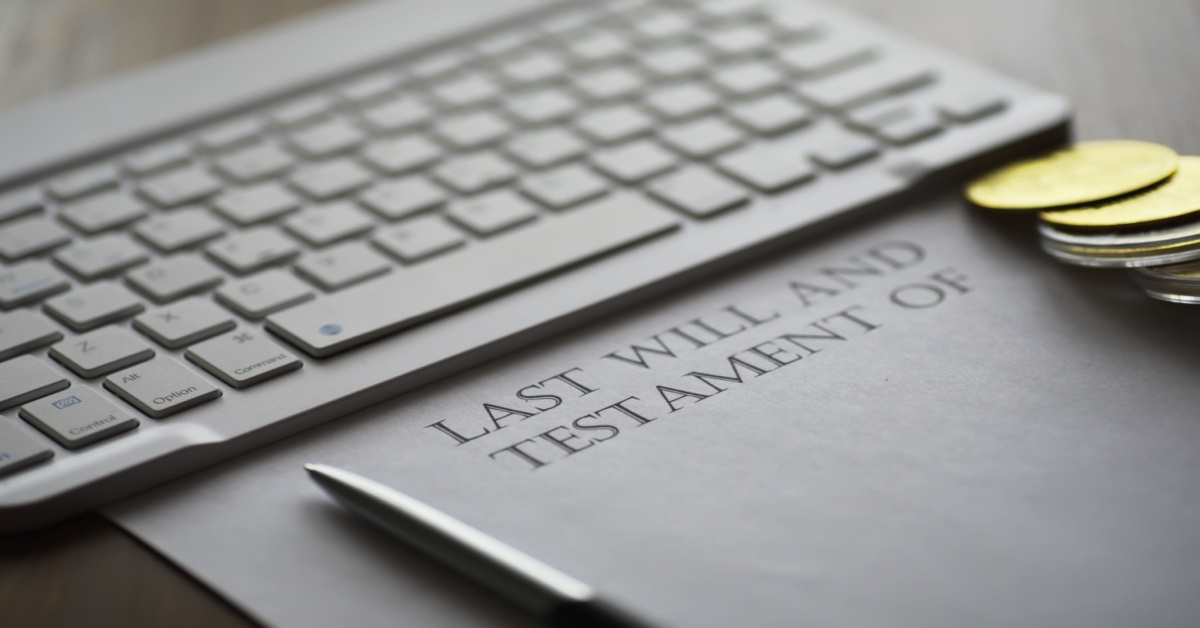 Z
X
C
Alt
Option
⌘
Command
Control
LAST WILL AND
TESTAMENT OF